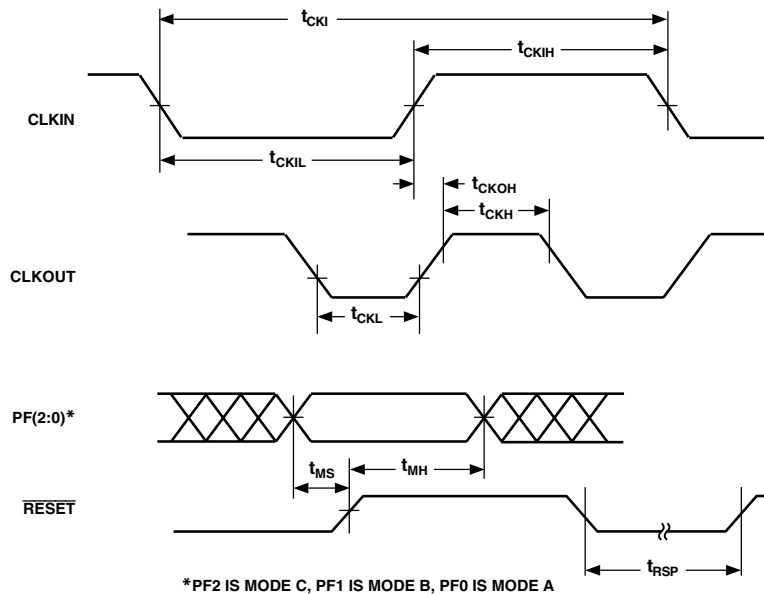 tCKI
tCKIH
CLKIN
tCKIL
tCKOH
tCKH
CLKOUT
tCKL
PF(2:0)*
tMS
tMH
RESET
tRSP
*PF2 IS MODE C, PF1 IS MODE B, PF0 IS MODE A